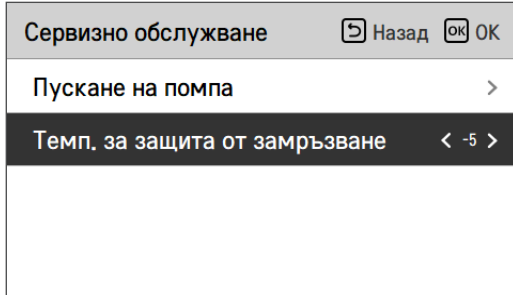 Сервизно обслужване Назад OK OK
Пускане на помпа >
Темп. за защита от замръзване < -5 >